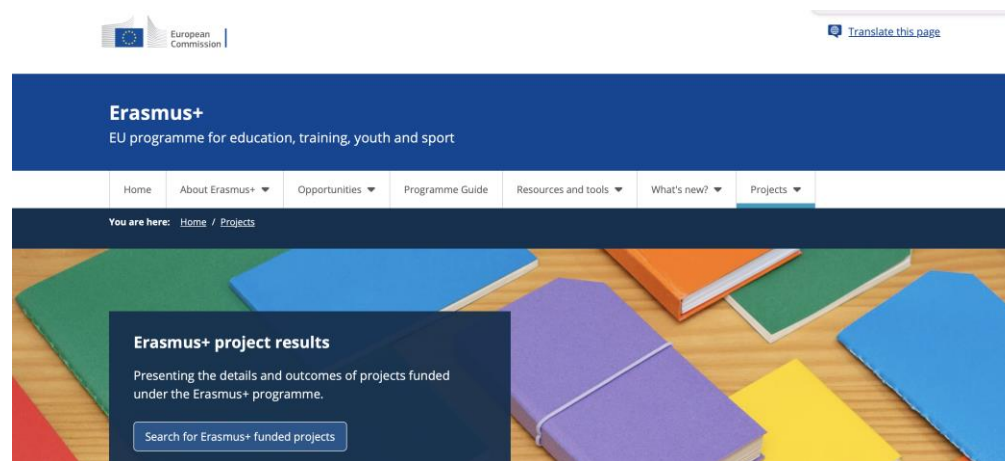 European
Commission
Translate this page
Erasmus+
EU programme for education, training, youth and sport
Home About Erasmus+ Opportunities Programme Guide Resources and tools What's new? Projects
You are here: Home / Projects
Erasmus+ project results
Presenting the details and outcomes of projects funded
under the Erasmus+ programme.
Search for Erasmus+ funded projects